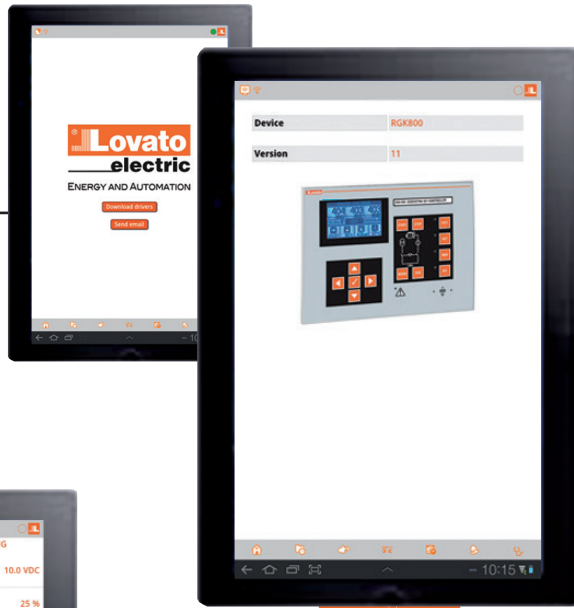 Lovato
electric
ENERGY AND AUTOMATION
Download drivers
Send email
- 10
Device RGK800
Version 11
10:15
10.0 VDC
25 %